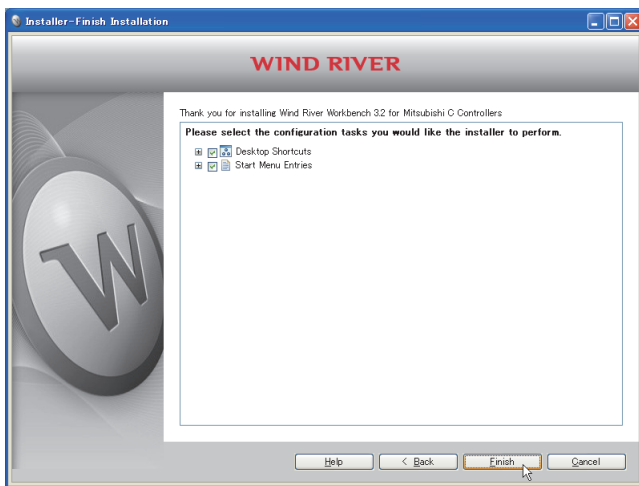 Installer-Finish Installation
WIND RIVER
Thank you for installing Wind River Workbench 3.2 for Mitsubishi C Controllers
Please select the configuration tasks you would like the installer to perform.
Desktop Shortcuts
Start Menu Entries
W
Help
< Back
Finish
Cancel